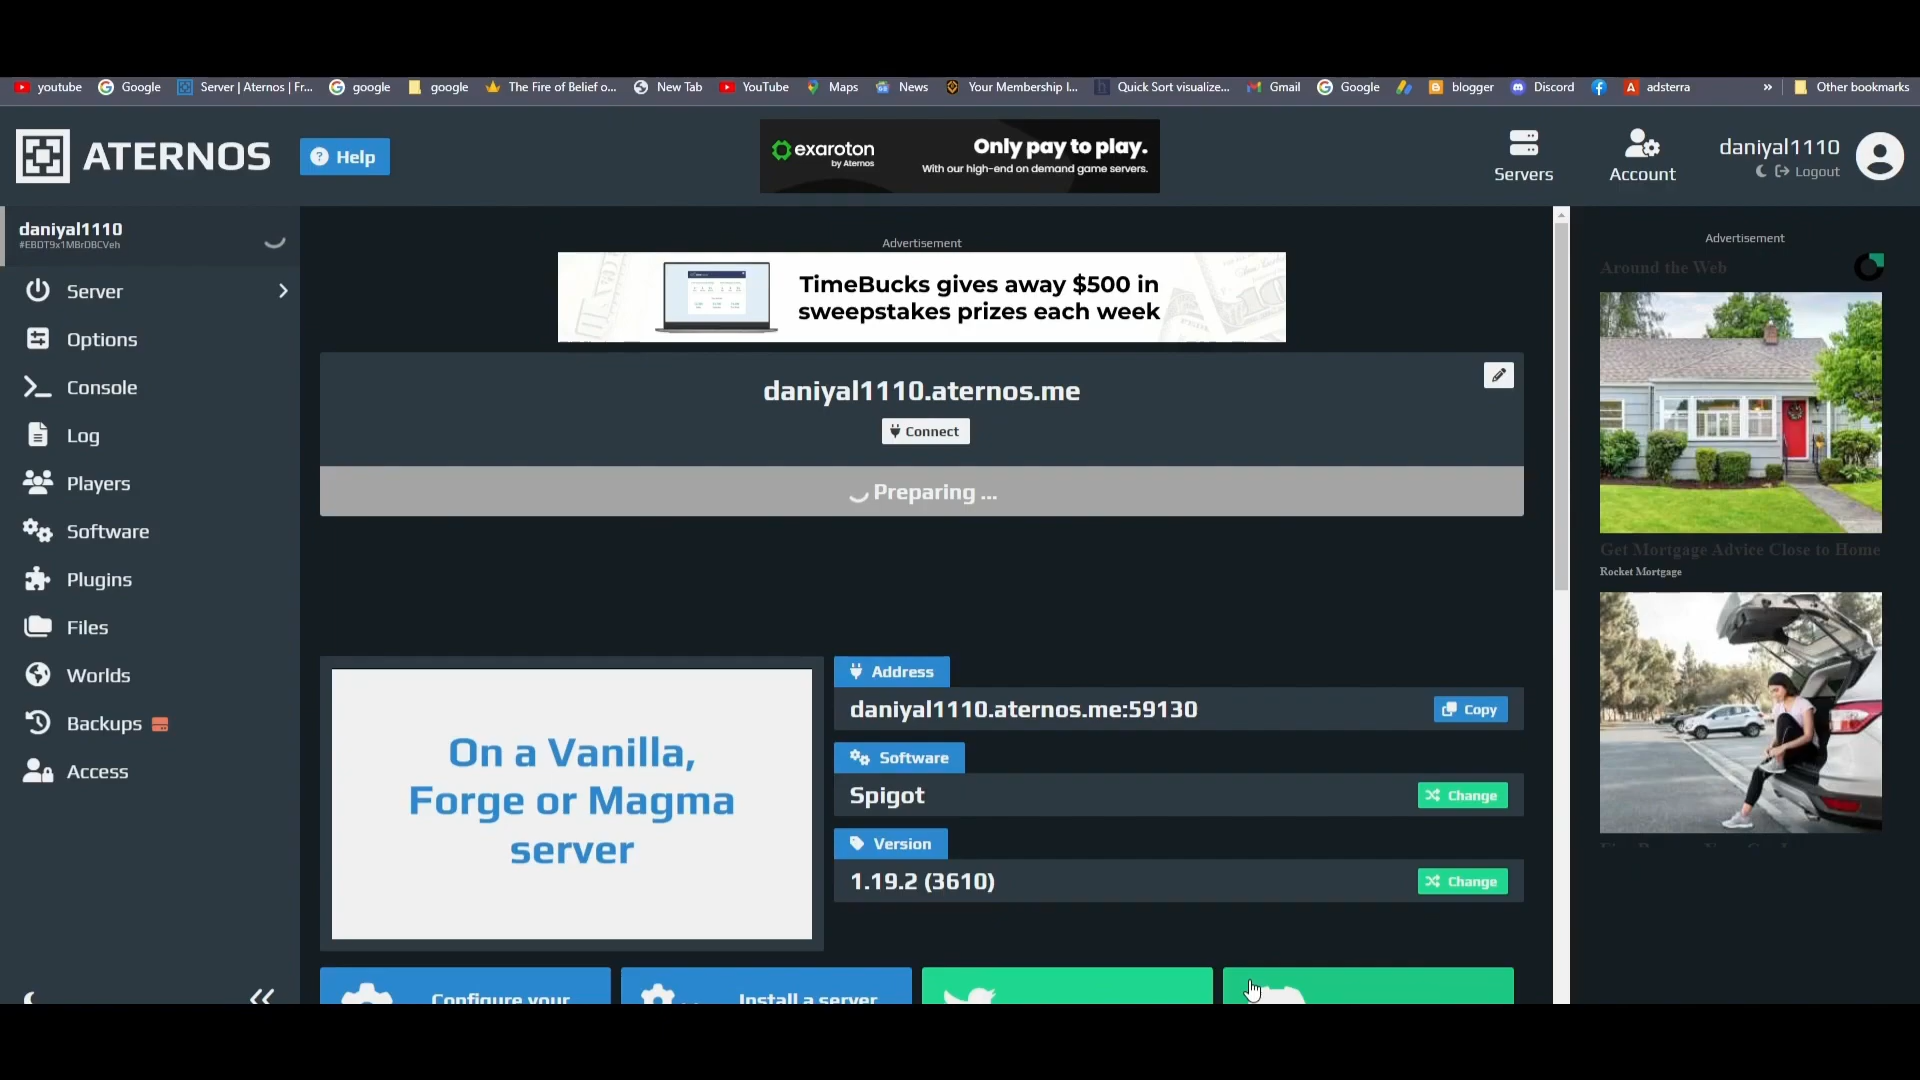 youtube
Google
Server | Aternos | Fr...
google
google
The Fire of Belief o...
New Tab
YouTube
Maps
News
Your Membership I...
Quick Sort visualize...
Gmail
Google
blogger
Discord
adsterra
»
Other bookmarks
ATERNOS
Help
exaroton
by Aternos
Only pay to play.
With our high-end on demand game servers.
Servers
Account
daniyal1110
Logout
daniyal1110
#EBDT9x1MBrDBCVeh
Server
Options
Console
Log
Players
Software
Plugins
Files
Worlds
Backups
Access
Advertisement
TimeBucks gives away $500 in
sweepstakes prizes each week
daniyal1110.aternos.me
Connect
Preparing ...
On a Vanilla,
Forge or Magma
server
Address
daniyal1110.aternos.me:59130
Copy
Software
Spigot
Change
Version
1.19.2 (3610)
Change
Configure your
Install a server
Advertisement
Around the Web
Get Mortgage Advice Close to Home
Rocket Mortgage